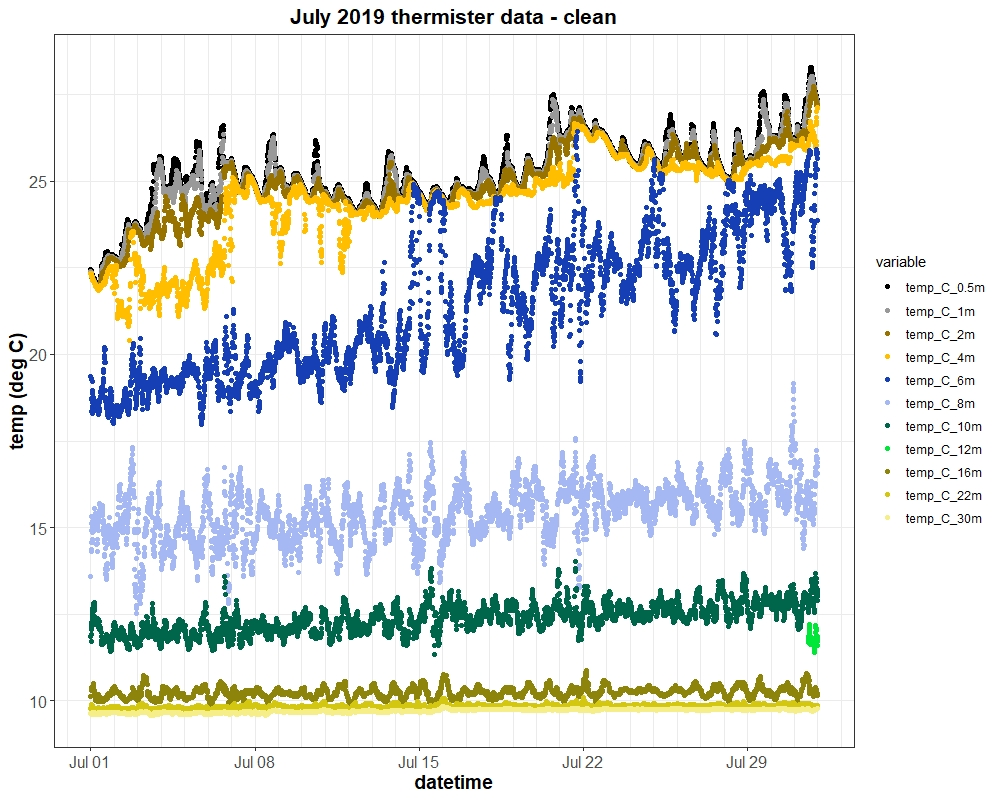 July 2019 thermister data - clean
temp (deg C)
25
20
15
10
Jul 01
Jul 08
Jul 15
Jul 22
Jul 29
datetime
variable
temp_C_0.5m
temp_C_1m
temp_C_2m
temp_C_4m
temp_C_6m
temp_C_8m
temp_C_10m
temp_C_12m
temp_C_16m
temp_C_22m
temp_C_30m